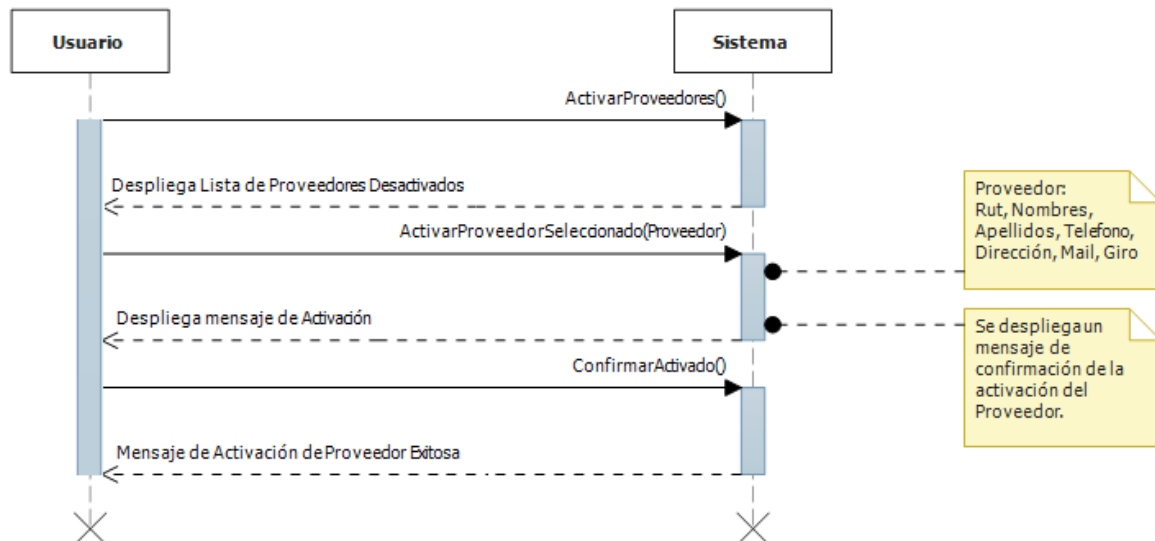 Usuario
Sistema
ActivarProveedores()
Despliega Lista de Proveedores Desactivados
Proveedor:
Rut, Nombres,
Apellidos, Telefono,
Dirección, Mail, Giro
ActivarProveedorSeleccionado(Proveedor)
Despliega mensaje de Activación
Se despliega un
mensaje de
confirmación de la
activación del
Proveedor.
ConfirmarActivado()
Mensaje de Activación de Proveedor Exitosa